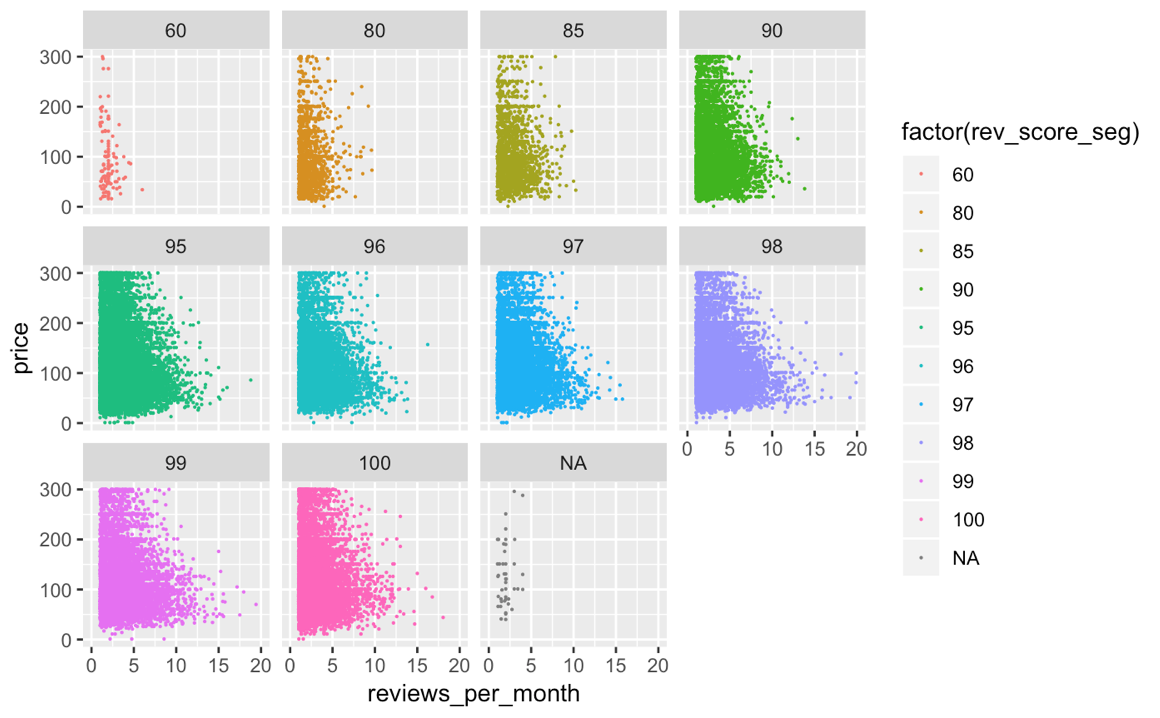 60 80 85 90
300
200
100
0
95 96 97 98
300
200
100
0
0 5 10 15 20
99 100 NA
300
200
100
0
0 5 10 15 20 0 5 10 15 20 0 5 10 15 20
price
reviews_per_month
factor(rev_score_seg)
60
80
85
90
95
96
97
98
99
100
NA